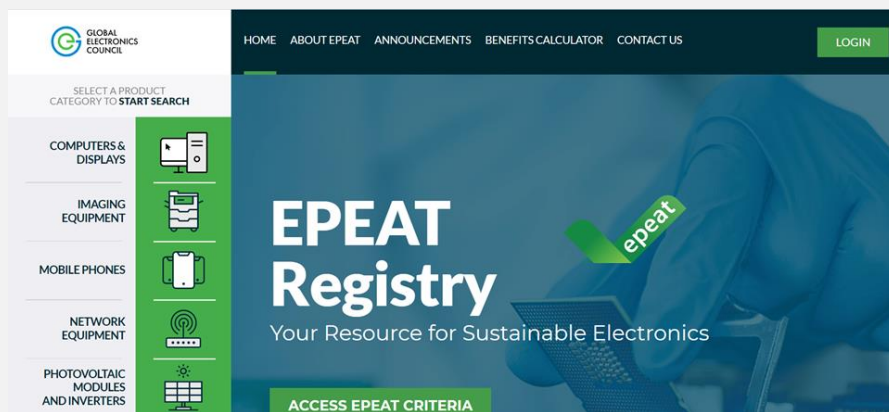 GLOBAL
ELECTRONICS
COUNCIL
HOME ABOUT EPEAT ANNOUNCEMENTS BENEFITS CALCULATOR CONTACT US
LOGIN
SELECT A PRODUCT
CATEGORY TO START SEARCH
COMPUTERS &
DISPLAYS
IMAGING
EQUIPMENT
MOBILE PHONES
NETWORK
EQUIPMENT
PHOTOVOLTAIC
MODULES
AND INVERTERS
EPEAT
Registry
epeat
Your Resource for Sustainable Electronics
ACCESS EPEAT CRITERIA